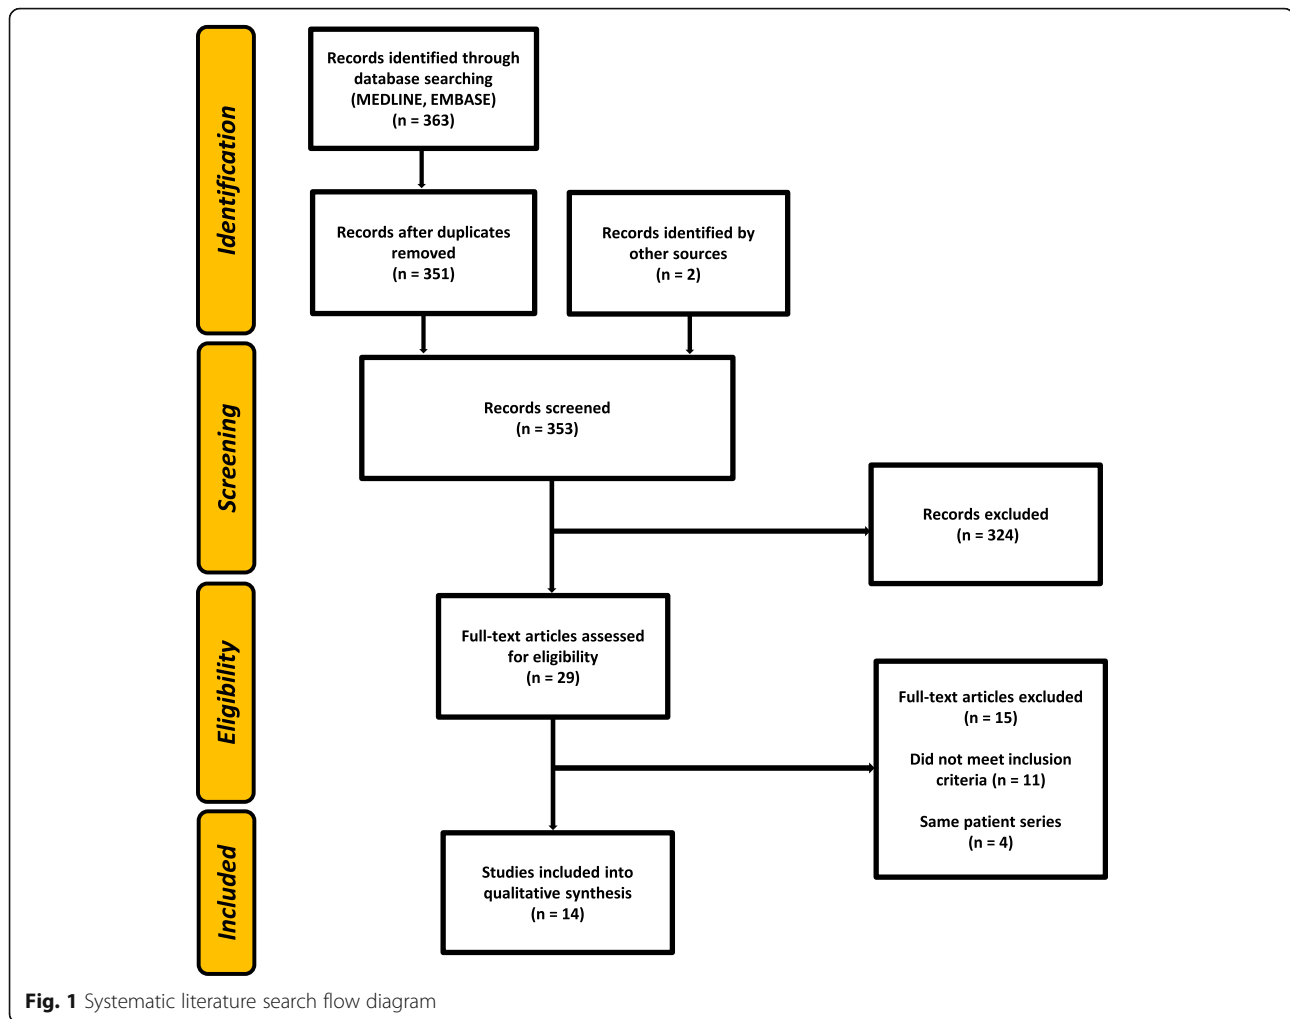 Identification
Records identified through
database searching
(MEDLINE, EMBASE)
(n = 363)
Records after duplicates
removed
(n = 351)
Records identified by
other sources
(n = 2)
Screening
Records screened
(n = 353)
Records excluded
(n = 324)
Eligibility
Full-text articles assessed
for eligibility
(n = 29)
Full-text articles excluded
(n = 15)
Did not meet inclusion
criteria (n = 11)
Same patient series
(n = 4)
Included
Studies included into
qualitative synthesis
(n = 14)
Fig. 1 Systematic literature search flow diagram